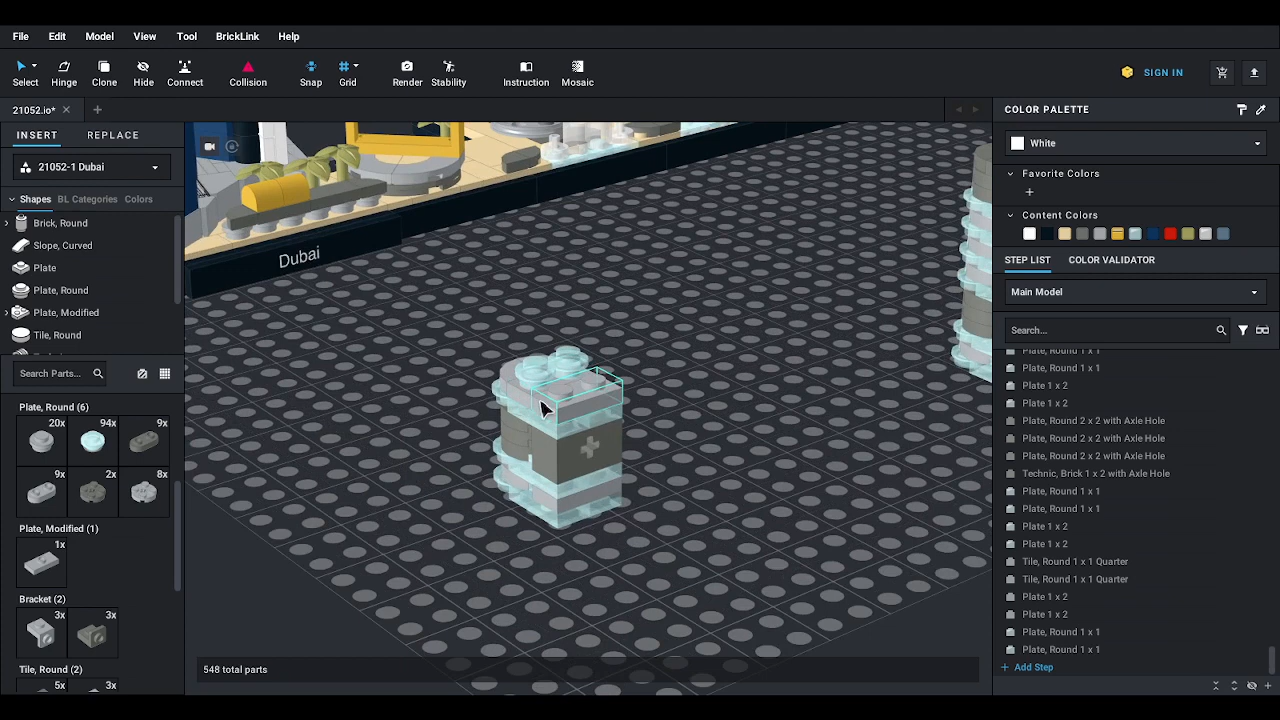 File Edit Model View Tool BrickLink Help
Select Hinge Clone Hide Connect Collision Snap Grid Render Stability Instruction Mosaic SIGN IN
21052.io*
INSERT REPLACE
21052-1 Dubai
Shapes BL Categories Colors
Brick, Round
Slope, Curved
Plate
Plate, Round
Plate, Modified
Tile, Round
Search Parts...
Plate, Round (6)
20x 94x 9x
9x 2x 8x
Plate, Modified (1)
1x
Bracket (2)
3x 3x
Tile, Round (2)
5x 3x
Dubai
548 total parts
COLOR PALETTE
White
Favorite Colors
Content Colors
STEP LIST COLOR VALIDATOR
Main Model
Search...
Plate, Round 1 x 1
Plate, Round 1 x 1
Plate 1 x 2
Plate 1 x 2
Plate, Round 2 x 2 with Axle Hole
Plate, Round 2 x 2 with Axle Hole
Plate, Round 2 x 2 with Axle Hole
Technic, Brick 1 x 2 with Axle Hole
Plate, Round 1 x 1
Plate, Round 1 x 1
Plate 1 x 2
Plate 1 x 2
Tile, Round 1 x 1 Quarter
Tile, Round 1 x 1 Quarter
Plate 1 x 2
Plate 1 x 2
Plate, Round 1 x 1
Plate, Round 1 x 1
Add Step